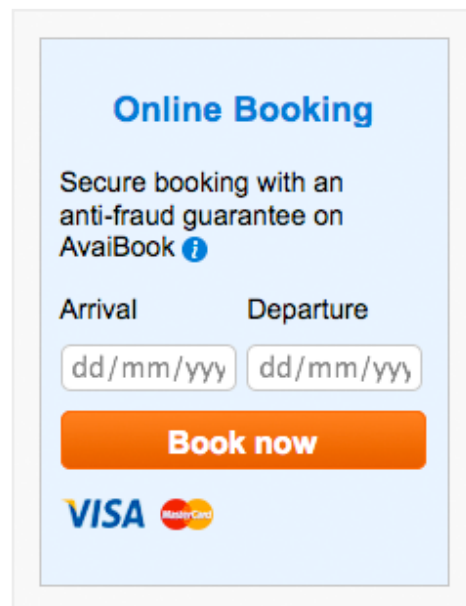 Online Booking
Secure booking with an
anti-fraud guarantee on
AvaiBook i
Arrival Departure
dd/mm/yyy dd/mm/yyy
Book now
VISA MasterCard